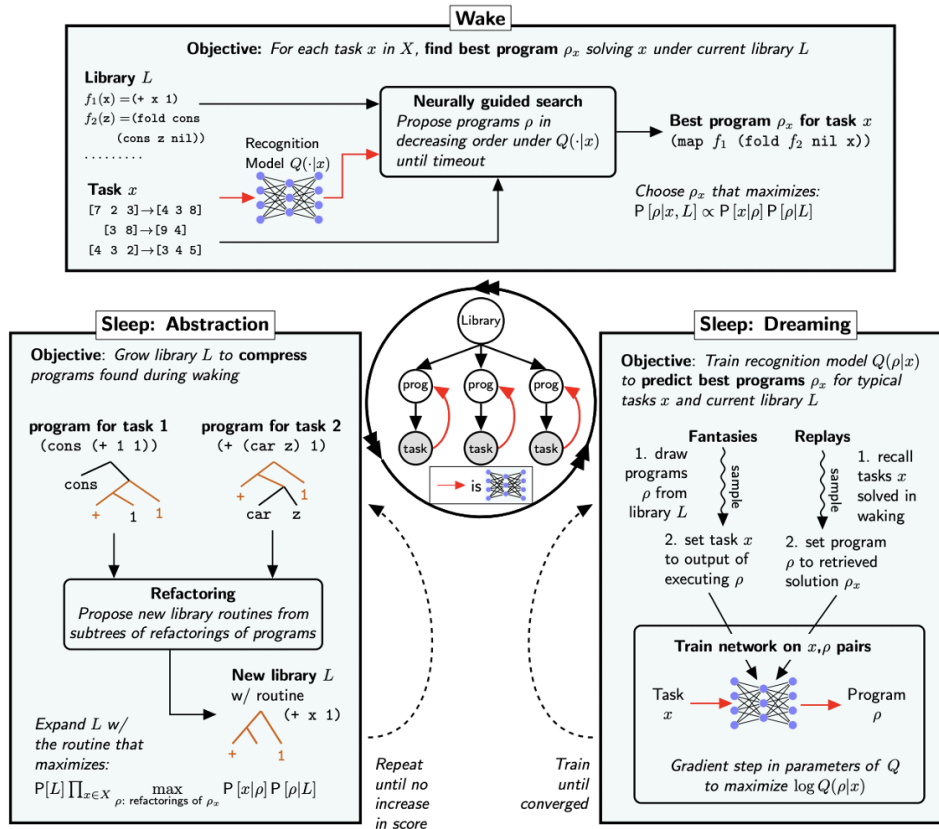 Wake
Objective: For each task x in X, find best program ρₓ solving x under current library L
Library L
f₁(x) =(+ x 1)
f₂(z) =(fold cons
(cons z nil))
.........
Recognition
Model Q(·|x)
Task x
[7 2 3]→[4 3 8]
[3 8]→[9 4]
[4 3 2]→[3 4 5]
Neurally guided search
Propose programs ρ in
decreasing order under Q(·|x)
until timeout
Best program ρₓ for task x
(map f₁ (fold f₂ nil x))
Choose ρₓ that maximizes:
P [ρ|x, L] ∝ P [x|ρ] P [ρ|L]
Sleep: Abstraction
Objective: Grow library L to compress
programs found during waking
program for task 1
(cons (+ 1 1))
cons
+
1
1
program for task 2
(+ (car z) 1)
+
1
car
z
Refactoring
Propose new library routines from
subtrees of refactorings of programs
New library L
w/ routine
(+ x 1)
+
1
Expand L w/
the routine that
maximizes:
P[L] ∏ₓ∈X max P [x|ρ] P [ρ|L]
ρ: refactorings of ρₓ
Library
prog
prog
prog
task
task
task
is
Repeat
until no
increase
in score
Train
until
converged
Sleep: Dreaming
Objective: Train recognition model Q(ρ|x)
to predict best programs ρₓ for typical
tasks x and current library L
Fantasies
1. draw
programs
ρ from
library L
sample
2. set task x
to output of
executing ρ
Replays
sample
1. recall
tasks x
solved in
waking
2. set program
ρ to retrieved
solution ρₓ
Train network on x,ρ pairs
Task
x
Program
ρ
Gradient step in parameters of Q
to maximize log Q(ρ|x)